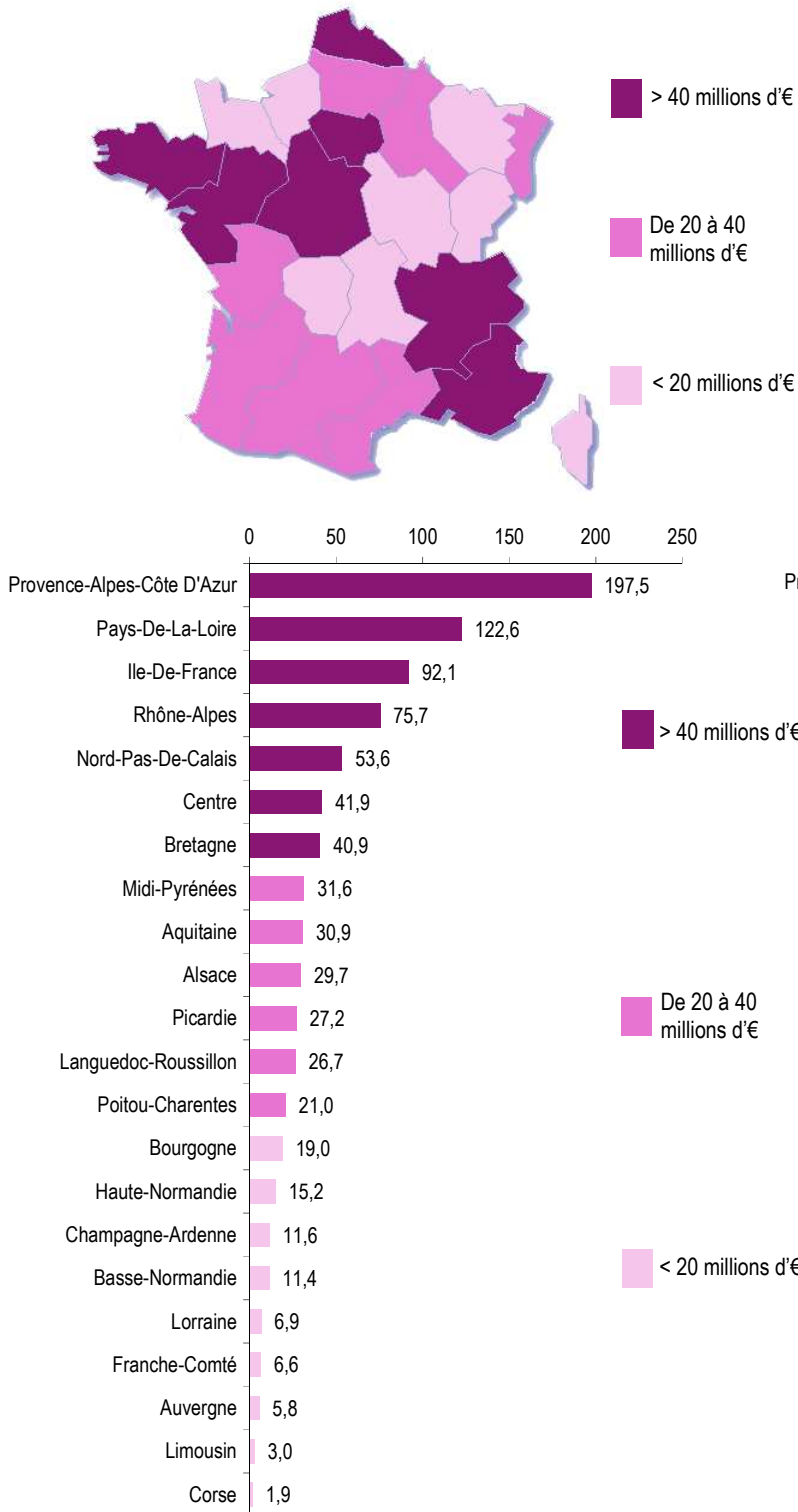 > 40 millions d'€
De 20 à 40
millions d'€
< 20 millions d'€
0 50 100 150 200 250
Provence-Alpes-Côte D'Azur 197,5
Pr
Pays-De-La-Loire 122,6
Ile-De-France 92,1
Rhône-Alpes 75,7
> 40 millions d'€
Nord-Pas-De-Calais 53,6
Centre 41,9
Bretagne 40,9
Midi-Pyrénées 31,6
Aquitaine 30,9
Alsace 29,7
De 20 à 40
millions d'€
Picardie 27,2
Languedoc-Roussillon 26,7
Poitou-Charentes 21,0
Bourgogne 19,0
Haute-Normandie 15,2
Champagne-Ardenne 11,6
< 20 millions d'€
Basse-Normandie 11,4
Lorraine 6,9
Franche-Comté 6,6
Auvergne 5,8
Limousin 3,0
Corse 1,9